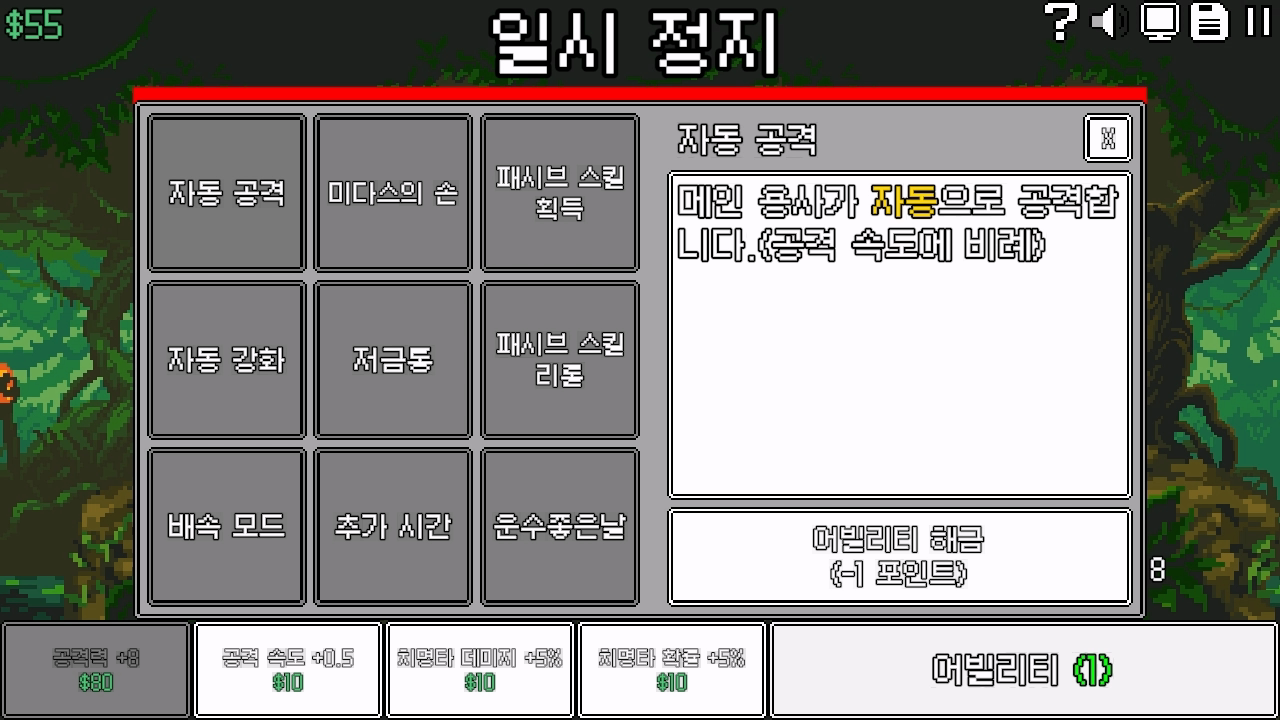 $55
일시 정지
?
자동 공격
미다스의 손
패시브 스킬
획득
자동 강화
저금통
패시브 스킬
리롤
배속 모드
추가 시간
운수좋은날
자동 공격
X
메인 용사가 자동으로 공격합
니다.(공격 속도에 비례)
어빌리티 해금
(-1 포인트)
8
공격력 +8
$80
공격 속도 +0.5
$10
치명타 데미지 +5%
$10
치명타 확률 +5%
$10
어빌리티 (1)